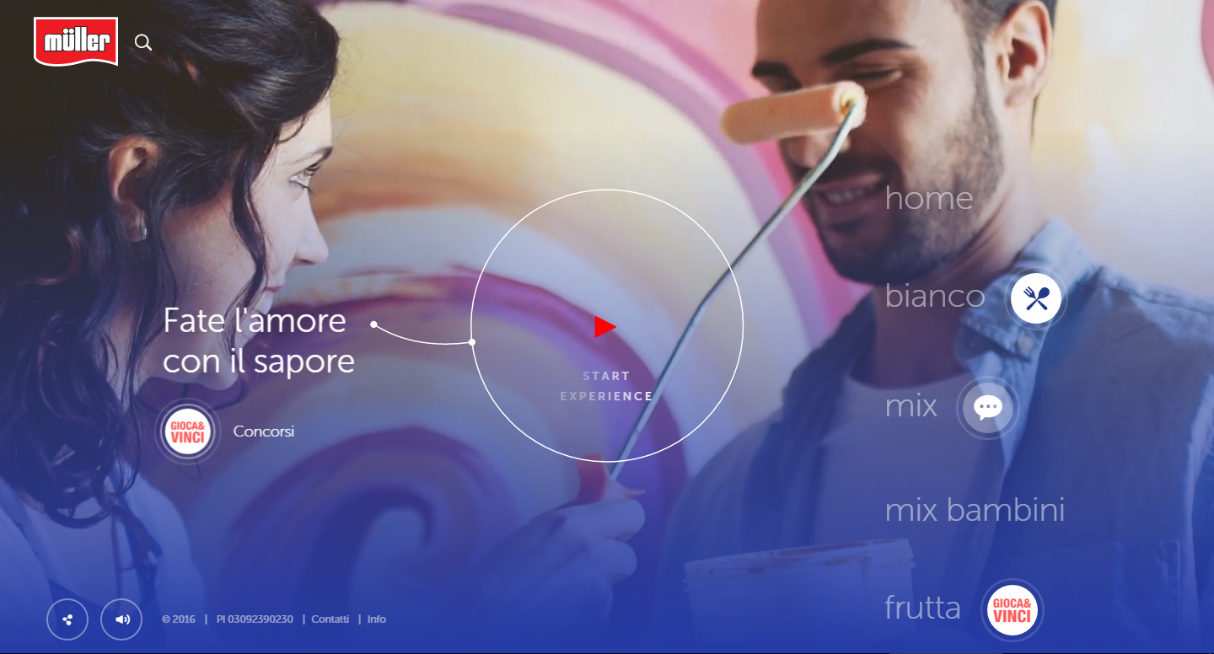 müller
home
bianco
Fate l'amore
con il sapore
START
EXPERIENCE
mix
GIOCA&
VINCI
Concorsi
mix bambini
frutta
GIOCA&
VINCI
© 2016 | PI 03092390230 | Contatti | Info